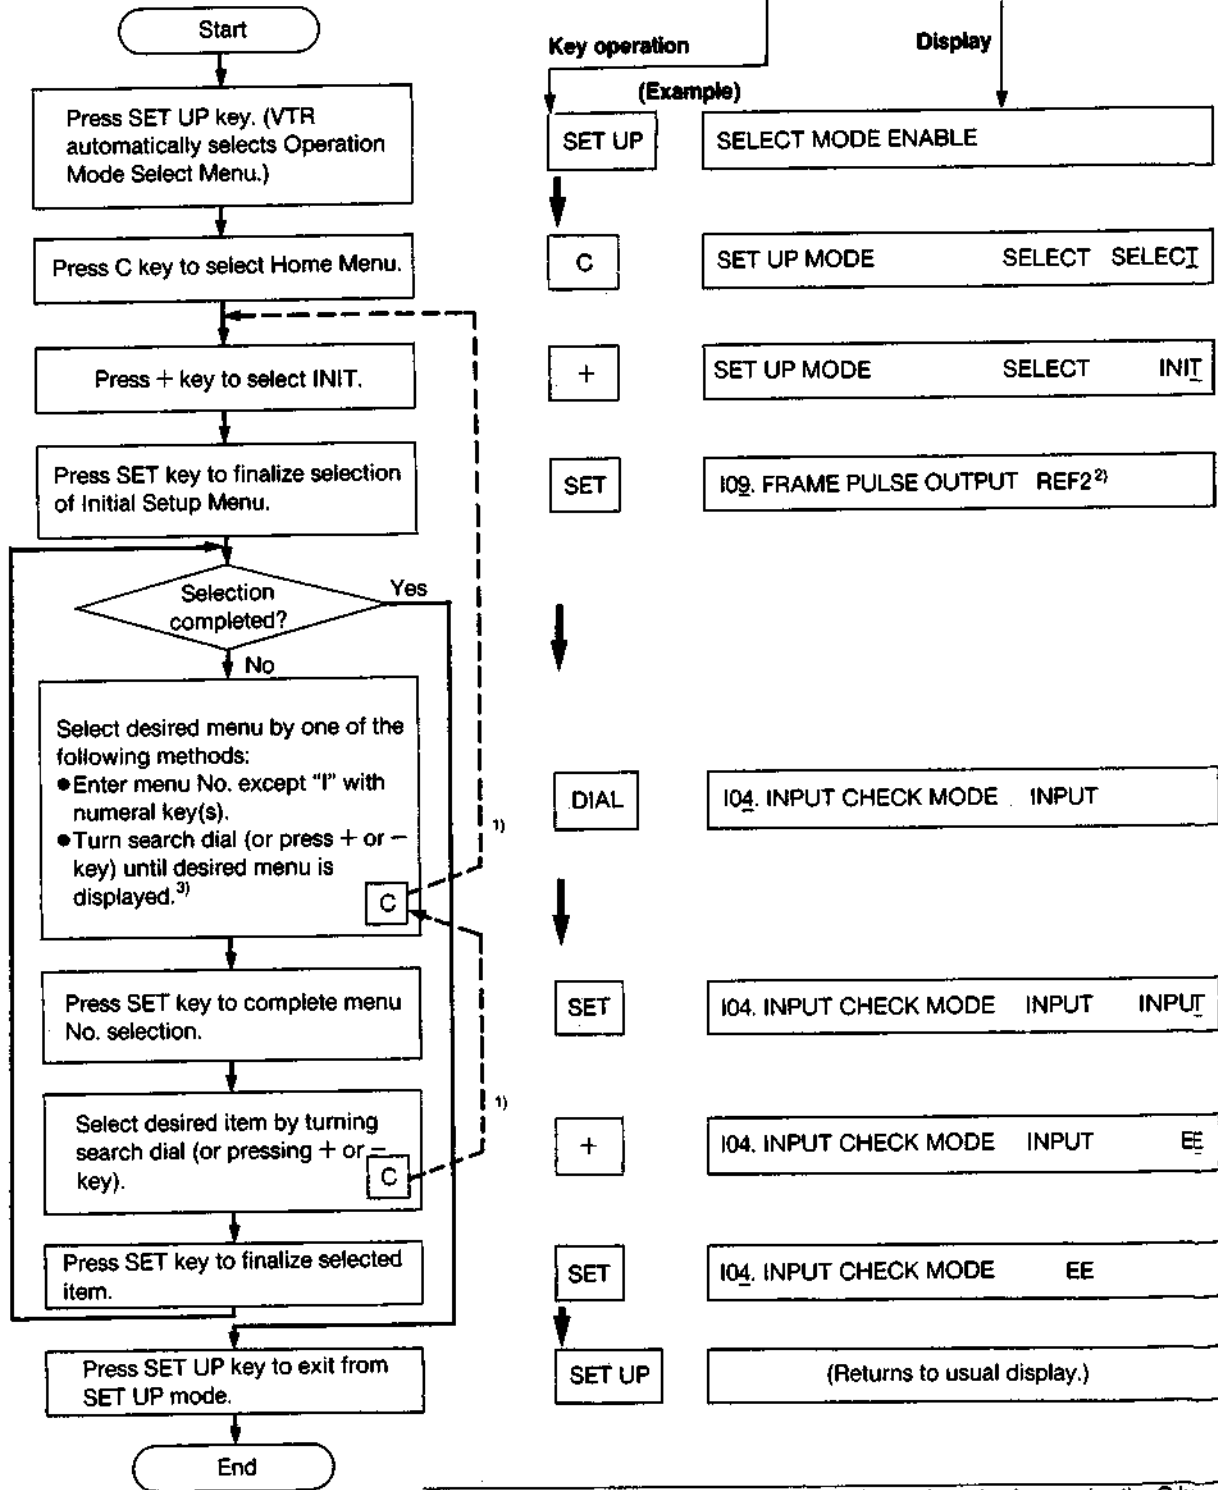 Start
Press SET UP key. (VTR
automatically selects Operation
Mode Select Menu.)
Press C key to select Home Menu.
Press + key to select INIT.
Press SET key to finalize selection
of Initial Setup Menu.
Selection
completed?
Yes
No
Select desired menu by one of the
following methods:
●Enter menu No. except "I" with
numeral key(s).
●Turn search dial (or press + or −
key) until desired menu is
displayed.3)
C
1)
Press SET key to complete menu
No. selection.
Select desired item by turning
search dial (or pressing + or −
key).
C
1)
Press SET key to finalize selected
item.
Press SET UP key to exit from
SET UP mode.
End
Key operation
Display
(Example)
SET UP
SELECT MODE ENABLE
C
SET UP MODE SELECT SELECT
+
SET UP MODE SELECT INIT
SET
I09. FRAME PULSE OUTPUT REF2 2)
DIAL
I04. INPUT CHECK MODE INPUT
SET
I04. INPUT CHECK MODE INPUT INPUT
+
I04. INPUT CHECK MODE INPUT EE
SET
I04. INPUT CHECK MODE EE
SET UP
(Returns to usual display.)